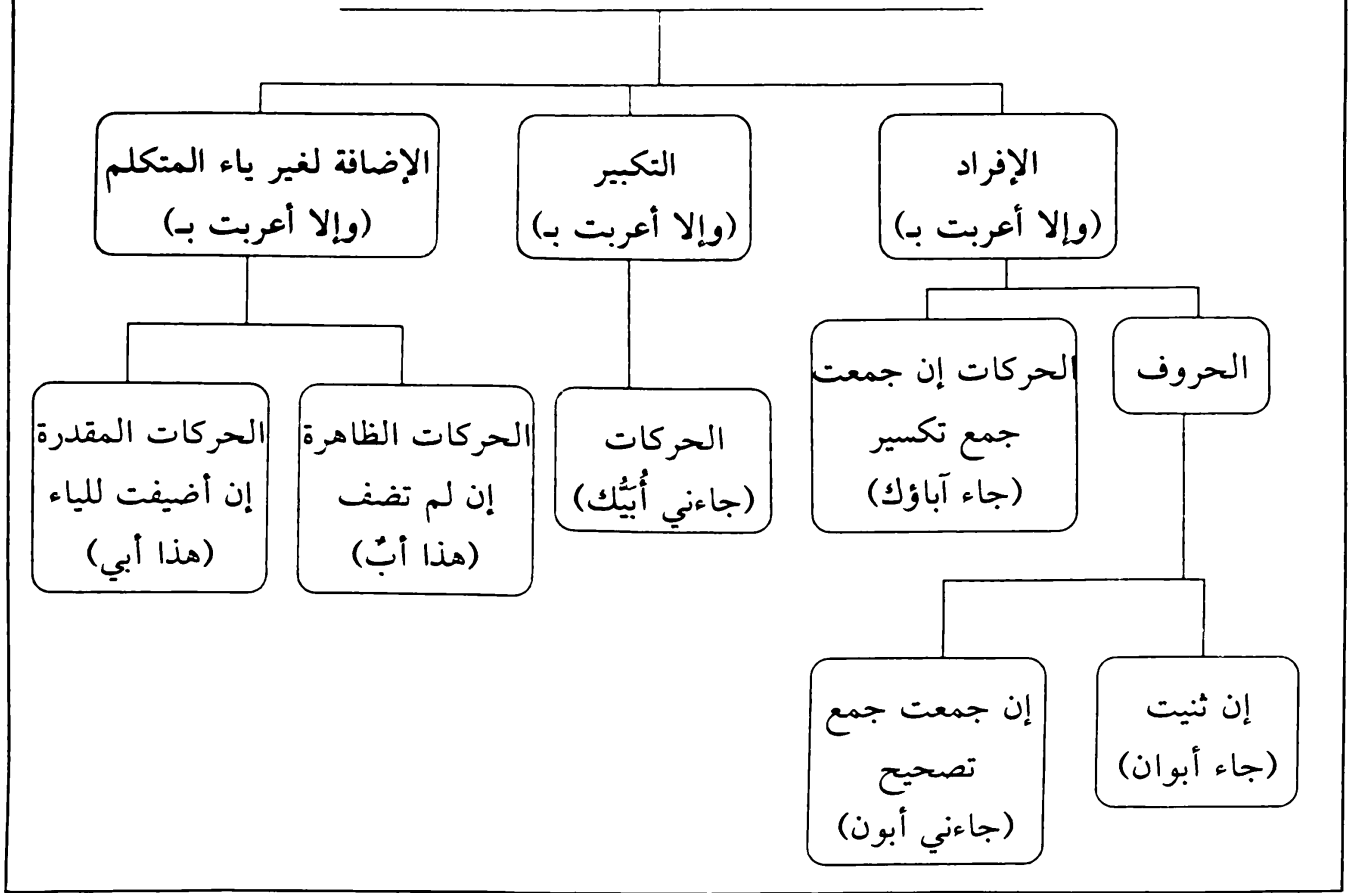 الإفراد
(وإلا أعربت بـ)
التكبير
(وإلا أعربت بـ)
الإضافة لغير ياء المتكلم
(وإلا أعربت بـ)
الحروف
الحركات إن جمعت
جمع تكسير
(جاء آباؤك)
الحركات
(جاءني أُبَيُّك)
الحركات الظاهرة
إن لم تضف
(هذا أبٌ)
الحركات المقدرة
إن أضيفت للياء
(هذا أبي)
إن ثنيت
(جاء أبوان)
إن جمعت جمع
تصحيح
(جاءني أبون)